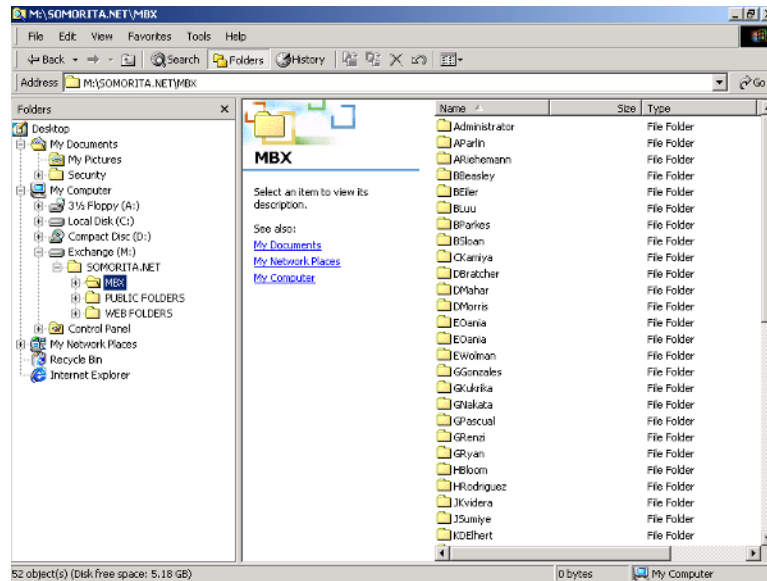 M:\SOMORITA.NET\MBX
File Edit View Favorites Tools Help
Back Search Folders History
Address M:\SOMORITA.NET\MBX Go
Folders
Desktop
My Documents
My Pictures
Security
My Computer
3½ Floppy (A:)
Local Disk (C:)
Compact Disc (D:)
Exchange (M:)
SOMORITA.NET
MBX
PUBLIC FOLDERS
WEB FOLDERS
Control Panel
My Network Places
Recycle Bin
Internet Explorer
MBX
Select an item to view its
description.
See also:
My Documents
My Network Places
My Computer
Name Size Type
Administrator File Folder
AParlin File Folder
ARiehemann File Folder
BBeasley File Folder
BEiler File Folder
BLuu File Folder
BParkes File Folder
BSloan File Folder
CKamiya File Folder
DBratcher File Folder
DMahar File Folder
DMorris File Folder
EOania File Folder
EOania File Folder
EWolman File Folder
GGonzales File Folder
GKukrika File Folder
GNakata File Folder
GPascual File Folder
GRenzi File Folder
GRyan File Folder
HBloom File Folder
HRodriguez File Folder
JKvidera File Folder
JSumiye File Folder
KDElhert File Folder
52 object(s) (Disk free space: 5.18 GB) 0 bytes My Computer